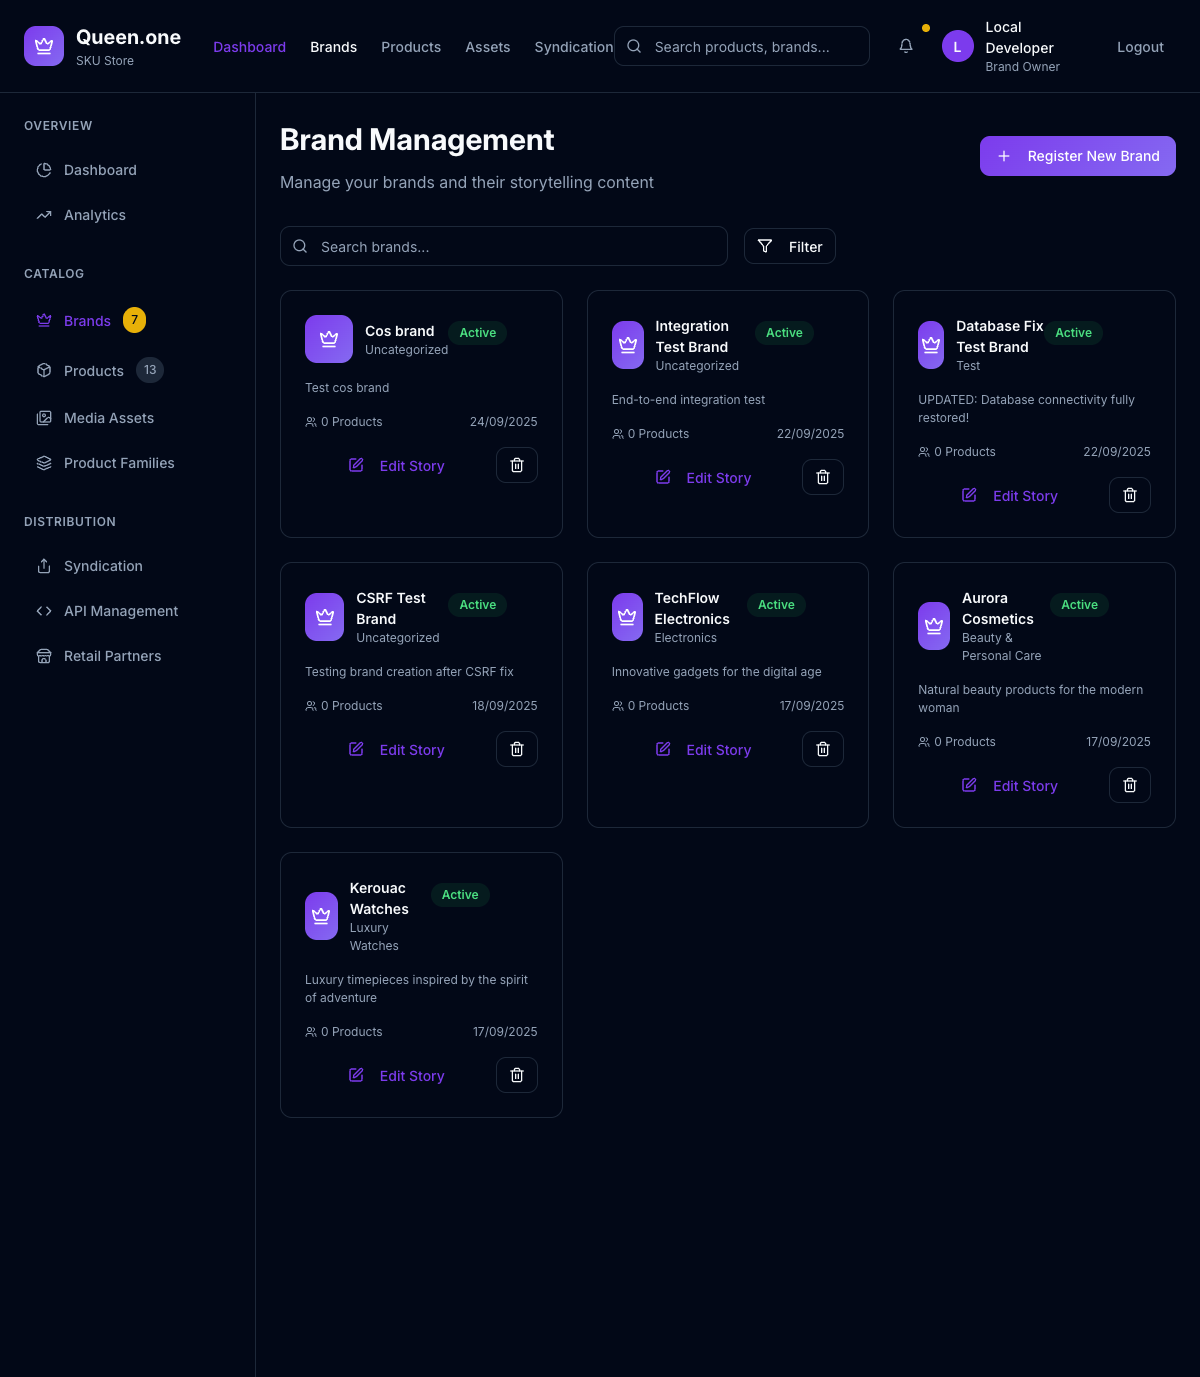 Queen.one
SKU Store
Dashboard
Brands
Products
Assets
Syndication
Search products, brands...
L
Local
Developer
Brand Owner
Logout
OVERVIEW
Dashboard
Analytics
CATALOG
Brands 7
Products 13
Media Assets
Product Families
DISTRIBUTION
Syndication
API Management
Retail Partners
Brand Management
Manage your brands and their storytelling content
Register New Brand
Search brands...
Filter
Cos brand
Uncategorized
Active
Test cos brand
0 Products
24/09/2025
Edit Story
Integration
Test Brand
Uncategorized
Active
End-to-end integration test
0 Products
22/09/2025
Edit Story
Database Fix
Test Brand
Test
Active
UPDATED: Database connectivity fully
restored!
0 Products
22/09/2025
Edit Story
CSRF Test
Brand
Uncategorized
Active
Testing brand creation after CSRF fix
0 Products
18/09/2025
Edit Story
TechFlow
Electronics
Electronics
Active
Innovative gadgets for the digital age
0 Products
17/09/2025
Edit Story
Aurora
Cosmetics
Beauty &
Personal Care
Active
Natural beauty products for the modern
woman
0 Products
17/09/2025
Edit Story
Kerouac
Watches
Luxury
Watches
Active
Luxury timepieces inspired by the spirit
of adventure
0 Products
17/09/2025
Edit Story